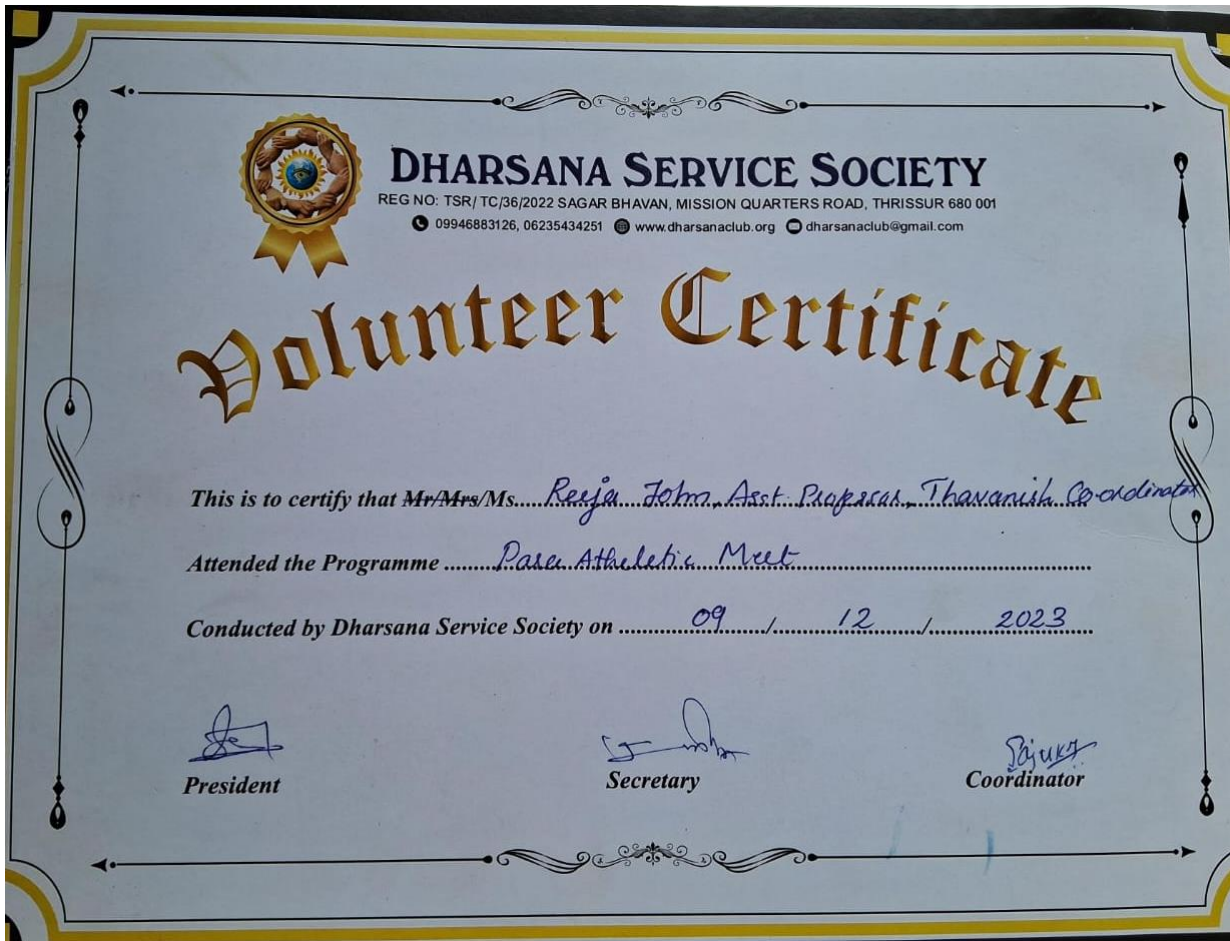 DHARSANA SERVICE SOCIETY
REG NO: TSR/ TC/36/2022 SAGAR BHAVAN, MISSION QUARTERS ROAD, THRISSUR 680 001
09946883126, 06235434251 www.dharsanaclub.org dharsanaclub@gmail.com
Volunteer Certificate
This is to certify that Mr/Mrs/Ms.... Reeja John, Asst. Professor, Thavanish Co-ordinator
Attended the Programme ........ Para Atheletic Meet
Conducted by Dharsana Service Society on ........ 09 / 12 / 2023
President
Secretary
Sajukz
Coordinator